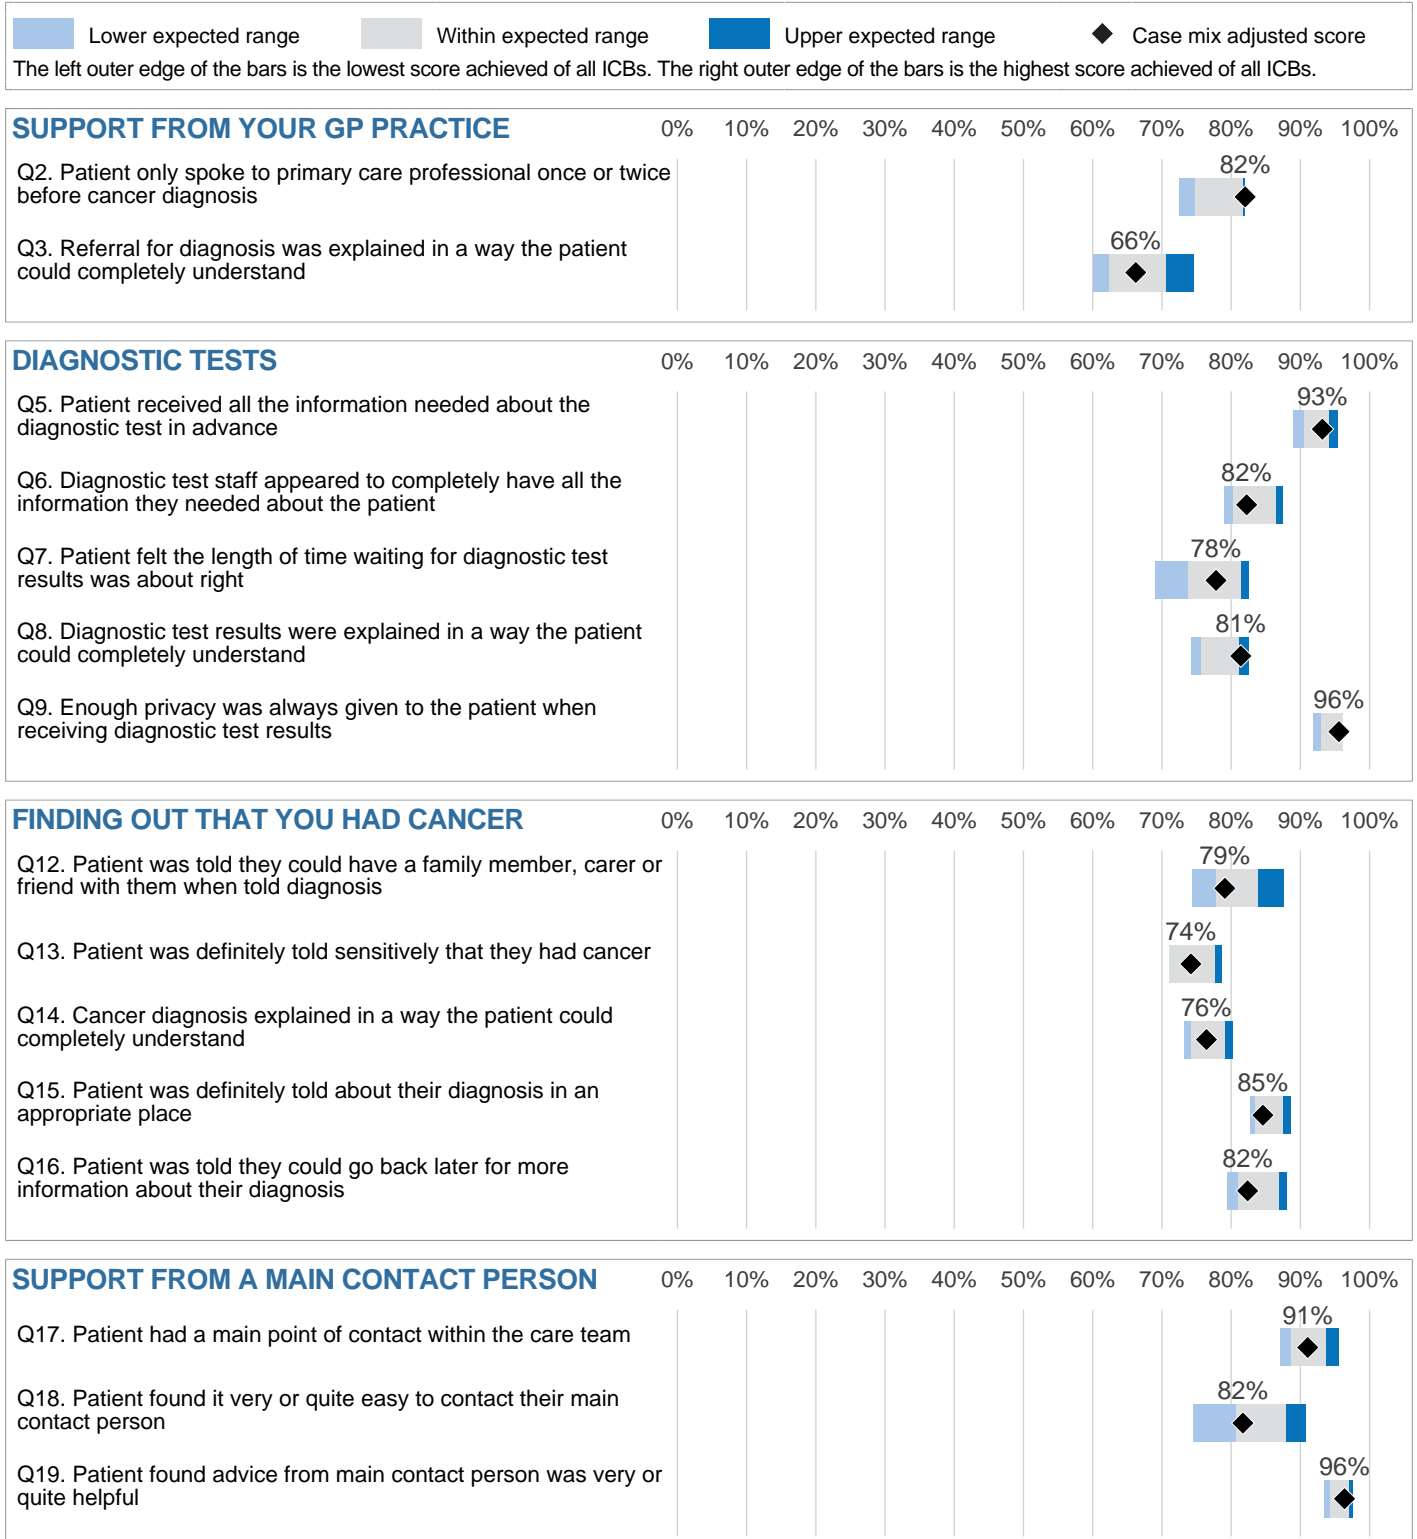 Lower expected range Within expected range Upper expected range Case mix adjusted score
The left outer edge of the bars is the lowest score achieved of all ICBs. The right outer edge of the bars is the highest score achieved of all ICBs.
SUPPORT FROM YOUR GP PRACTICE 0% 10% 20% 30% 40% 50% 60% 70% 80% 90% 100%
Q2. Patient only spoke to primary care professional once or twice
before cancer diagnosis
82%
Q3. Referral for diagnosis was explained in a way the patient
could completely understand
66%
DIAGNOSTIC TESTS 0% 10% 20% 30% 40% 50% 60% 70% 80% 90% 100%
Q5. Patient received all the information needed about the
diagnostic test in advance
93%
Q6. Diagnostic test staff appeared to completely have all the
information they needed about the patient
82%
Q7. Patient felt the length of time waiting for diagnostic test
results was about right
78%
Q8. Diagnostic test results were explained in a way the patient
could completely understand
81%
Q9. Enough privacy was always given to the patient when
receiving diagnostic test results
96%
FINDING OUT THAT YOU HAD CANCER 0% 10% 20% 30% 40% 50% 60% 70% 80% 90% 100%
Q12. Patient was told they could have a family member, carer or
friend with them when told diagnosis
79%
Q13. Patient was definitely told sensitively that they had cancer
74%
Q14. Cancer diagnosis explained in a way the patient could
completely understand
76%
Q15. Patient was definitely told about their diagnosis in an
appropriate place
85%
Q16. Patient was told they could go back later for more
information about their diagnosis
82%
SUPPORT FROM A MAIN CONTACT PERSON 0% 10% 20% 30% 40% 50% 60% 70% 80% 90% 100%
Q17. Patient had a main point of contact within the care team
91%
Q18. Patient found it very or quite easy to contact their main
contact person
82%
Q19. Patient found advice from main contact person was very or
quite helpful
96%